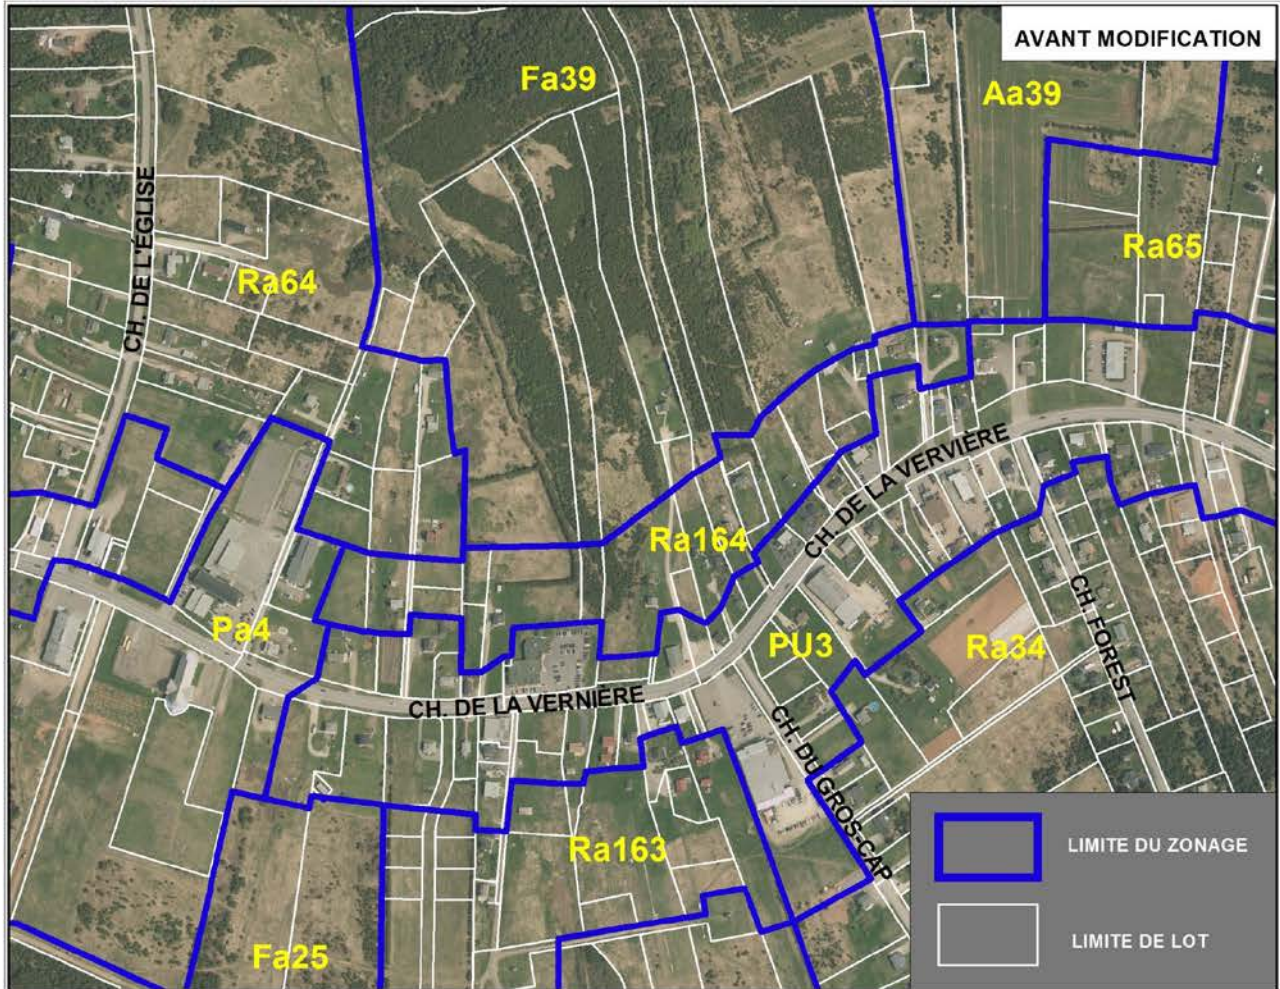 AVANT MODIFICATION
Fa39
Aa39
CH. DE L'ÉGLISE
Ra65
Ra64
CH. DE LA VERVIÈRE
Ra164
CH. FOREST
Pa4
PU3
Ra34
CH. DE LA VERNIÈRE
CH. DU GROS-CAP
Ra163
LIMITE DU ZONAGE
LIMITE DE LOT
Fa25